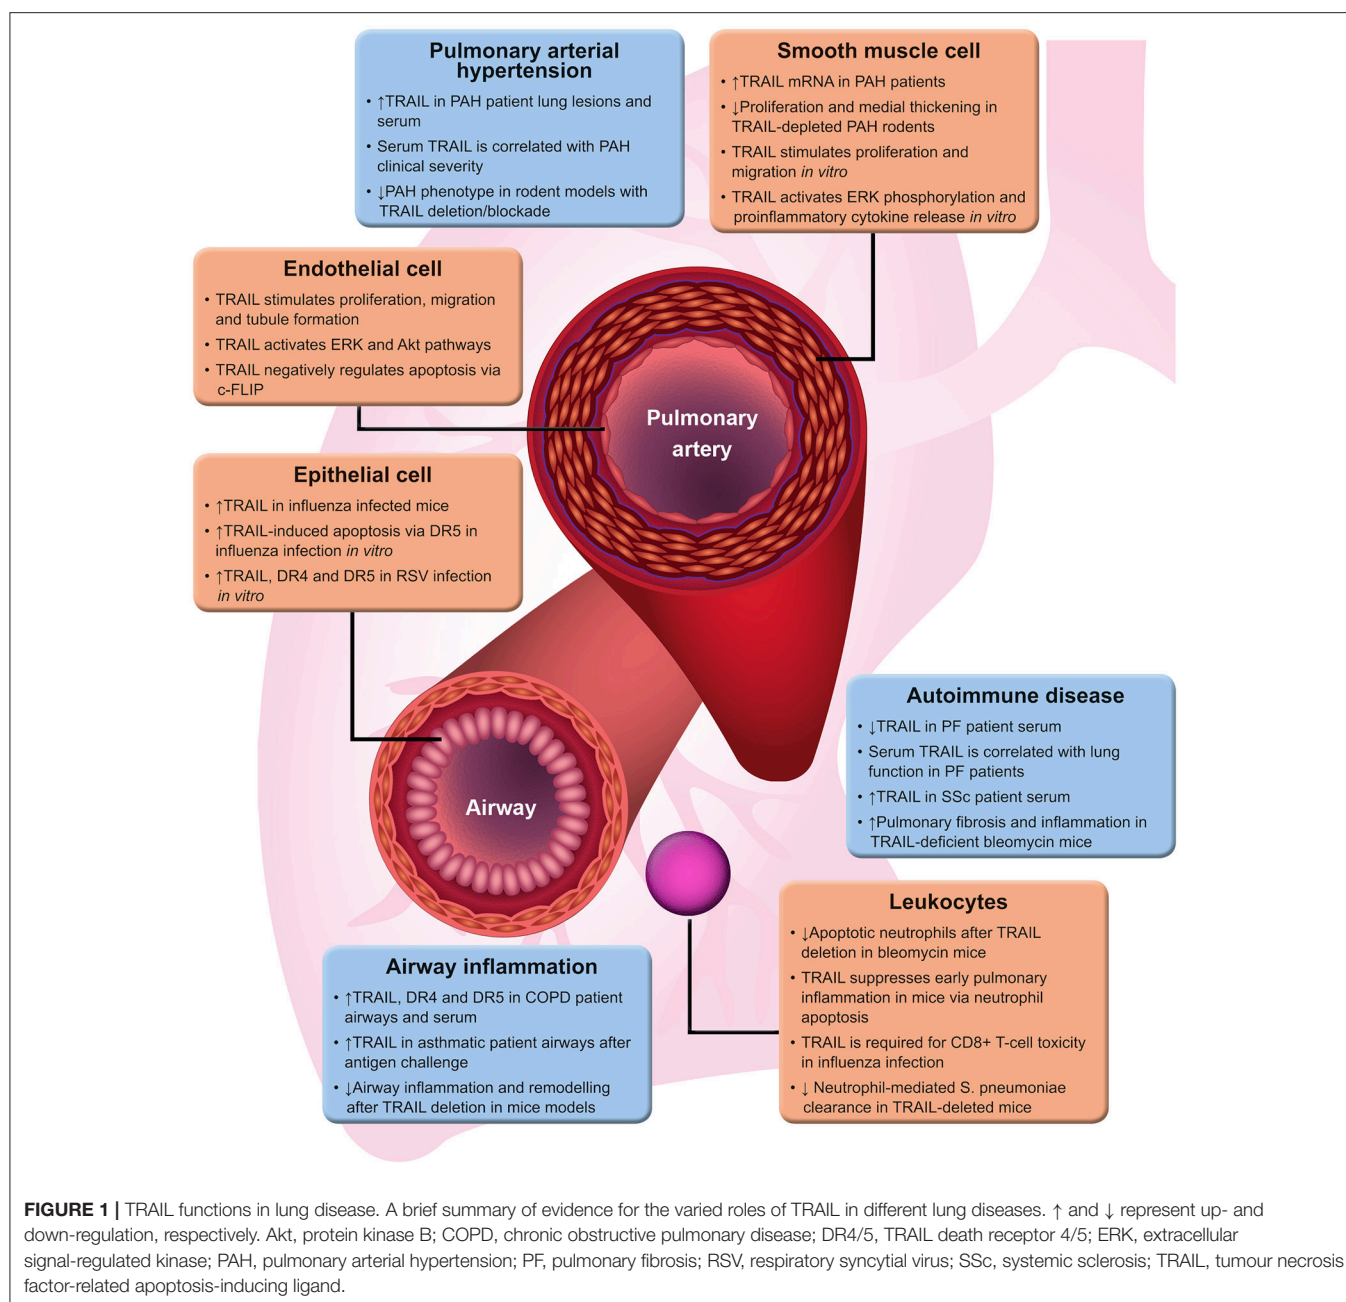 Pulmonary arterial
hypertension
• ↑TRAIL in PAH patient lung lesions and
serum
• Serum TRAIL is correlated with PAH
clinical severity
• ↓PAH phenotype in rodent models with
TRAIL deletion/blockade
Smooth muscle cell
• ↑TRAIL mRNA in PAH patients
• ↓Proliferation and medial thickening in
TRAIL-depleted PAH rodents
• TRAIL stimulates proliferation and
migration in vitro
• TRAIL activates ERK phosphorylation and
proinflammatory cytokine release in vitro
Endothelial cell
• TRAIL stimulates proliferation, migration
and tubule formation
• TRAIL activates ERK and Akt pathways
• TRAIL negatively regulates apoptosis via
c-FLIP
Pulmonary
artery
Epithelial cell
• ↑TRAIL in influenza infected mice
• ↑TRAIL-induced apoptosis via DR5 in
influenza infection in vitro
• ↑TRAIL, DR4 and DR5 in RSV infection
in vitro
Airway
Autoimmune disease
• ↓TRAIL in PF patient serum
• Serum TRAIL is correlated with lung
function in PF patients
• ↑TRAIL in SSc patient serum
• ↑Pulmonary fibrosis and inflammation in
TRAIL-deficient bleomycin mice
Leukocytes
• ↓Apoptotic neutrophils after TRAIL
deletion in bleomycin mice
• TRAIL suppresses early pulmonary
inflammation in mice via neutrophil
apoptosis
• TRAIL is required for CD8+ T-cell toxicity
in influenza infection
• ↓ Neutrophil-mediated S. pneumoniae
clearance in TRAIL-deleted mice
Airway inflammation
• ↑TRAIL, DR4 and DR5 in COPD patient
airways and serum
• ↑TRAIL in asthmatic patient airways after
antigen challenge
• ↓Airway inflammation and remodelling
after TRAIL deletion in mice models
FIGURE 1 | TRAIL functions in lung disease. A brief summary of evidence for the varied roles of TRAIL in different lung diseases. ↑ and ↓ represent up- and
down-regulation, respectively. Akt, protein kinase B; COPD, chronic obstructive pulmonary disease; DR4/5, TRAIL death receptor 4/5; ERK, extracellular
signal-regulated kinase; PAH, pulmonary arterial hypertension; PF, pulmonary fibrosis; RSV, respiratory syncytial virus; SSc, systemic sclerosis; TRAIL, tumour necrosis
factor-related apoptosis-inducing ligand.